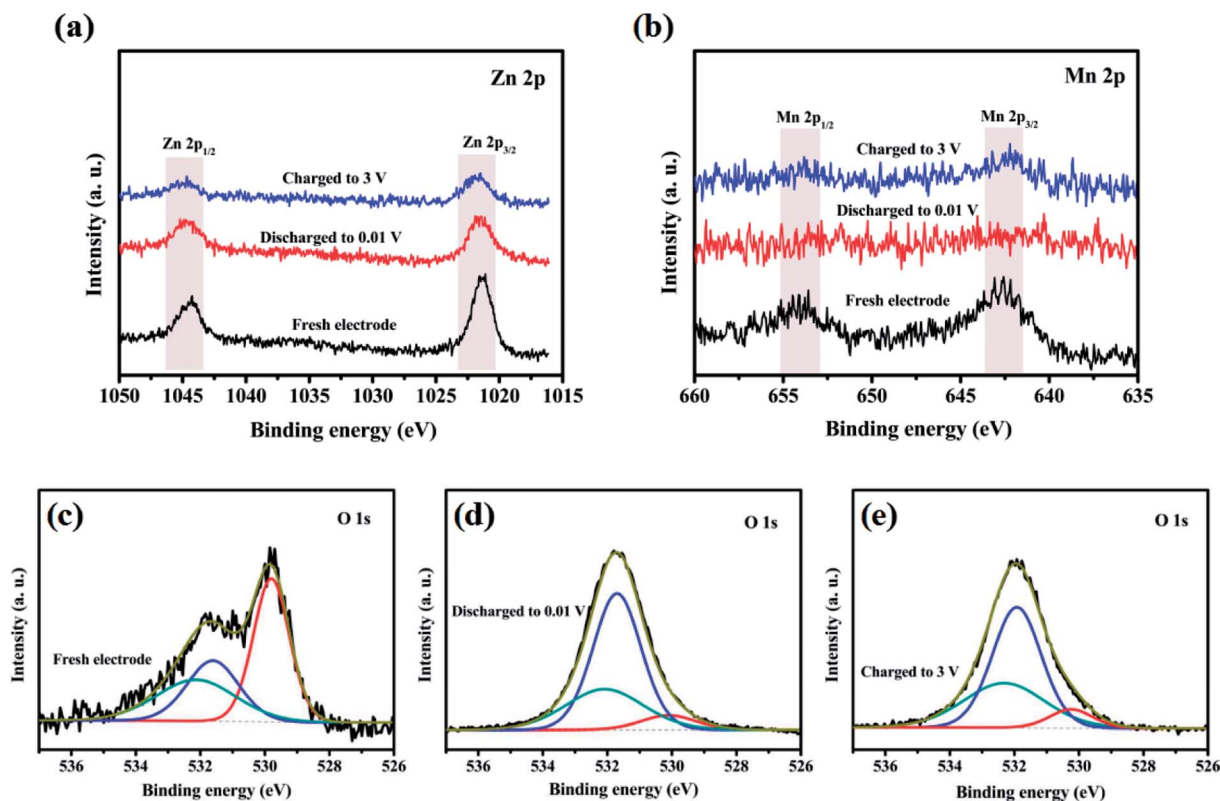 (a)
Zn 2p
Zn 2p1/2
Zn 2p3/2
Charged to 3 V
Discharged to 0.01 V
Fresh electrode
Intensity (a. u.)
1050 1045 1040 1035 1030 1025 1020 1015
Binding energy (eV)
(b)
Mn 2p
Mn 2p1/2
Mn 2p3/2
Charged to 3 V
Discharged to 0.01 V
Fresh electrode
Intensity (a. u.)
660 655 650 645 640 635
Binding energy (eV)
(c)
O 1s
Fresh electrode
Intensity (a. u.)
536 534 532 530 528 526
Binding energy (eV)
(d)
O 1s
Discharged to 0.01 V
Intensity (a. u.)
536 534 532 530 528 526
Binding energy (eV)
(e)
O 1s
Charged to 3 V
Intensity (a. u.)
536 534 532 530 528 526
Binding energy (eV)